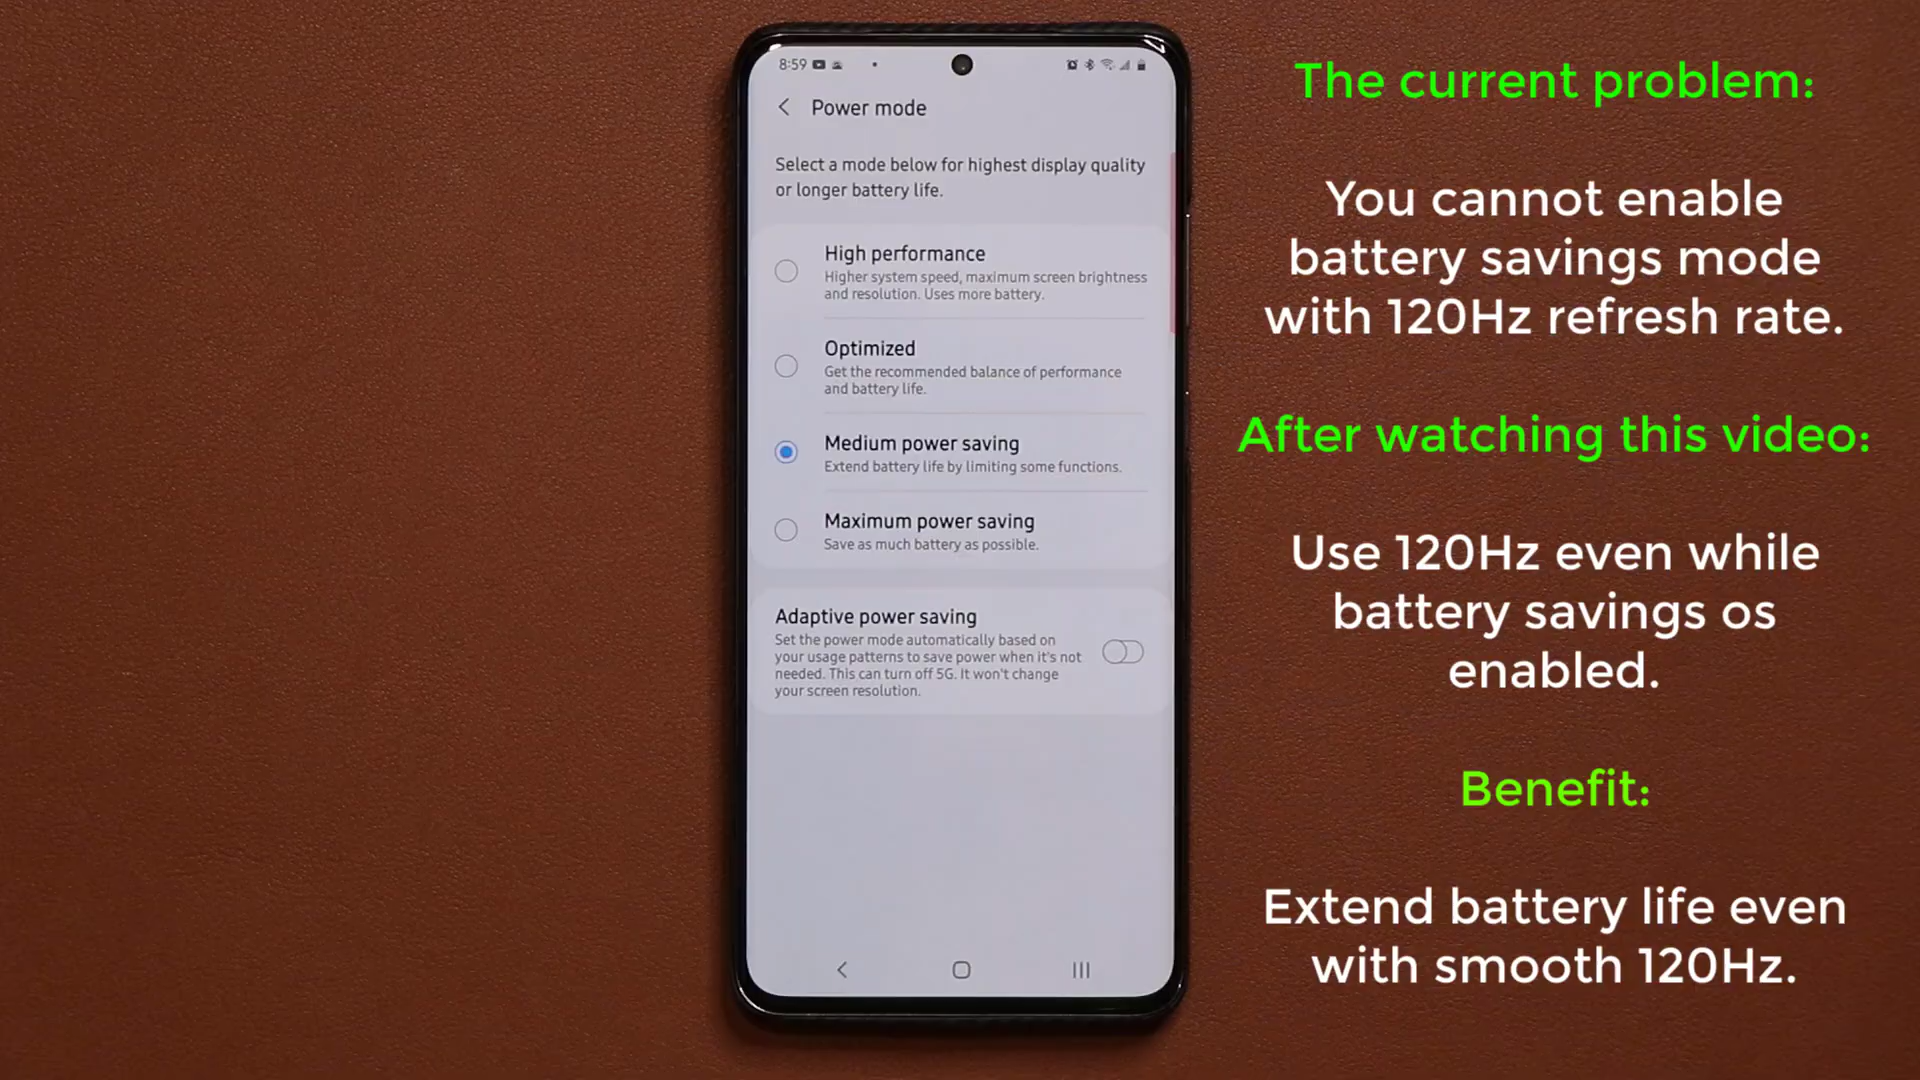 8:59
Power mode
Select a mode below for highest display quality
or longer battery life.
High performance
Higher system speed, maximum screen brightness
and resolution. Uses more battery.
Optimized
Get the recommended balance of performance
and battery life.
Medium power saving
Extend battery life by limiting some functions.
Maximum power saving
Save as much battery as possible.
Adaptive power saving
Set the power mode automatically based on
your usage patterns to save power when it's not
needed. This can turn off 5G. It won't change
your screen resolution.
The current problem:
You cannot enable
battery savings mode
with 120Hz refresh rate.
After watching this video:
Use 120Hz even while
battery savings os
enabled.
Benefit:
Extend battery life even
with smooth 120Hz.